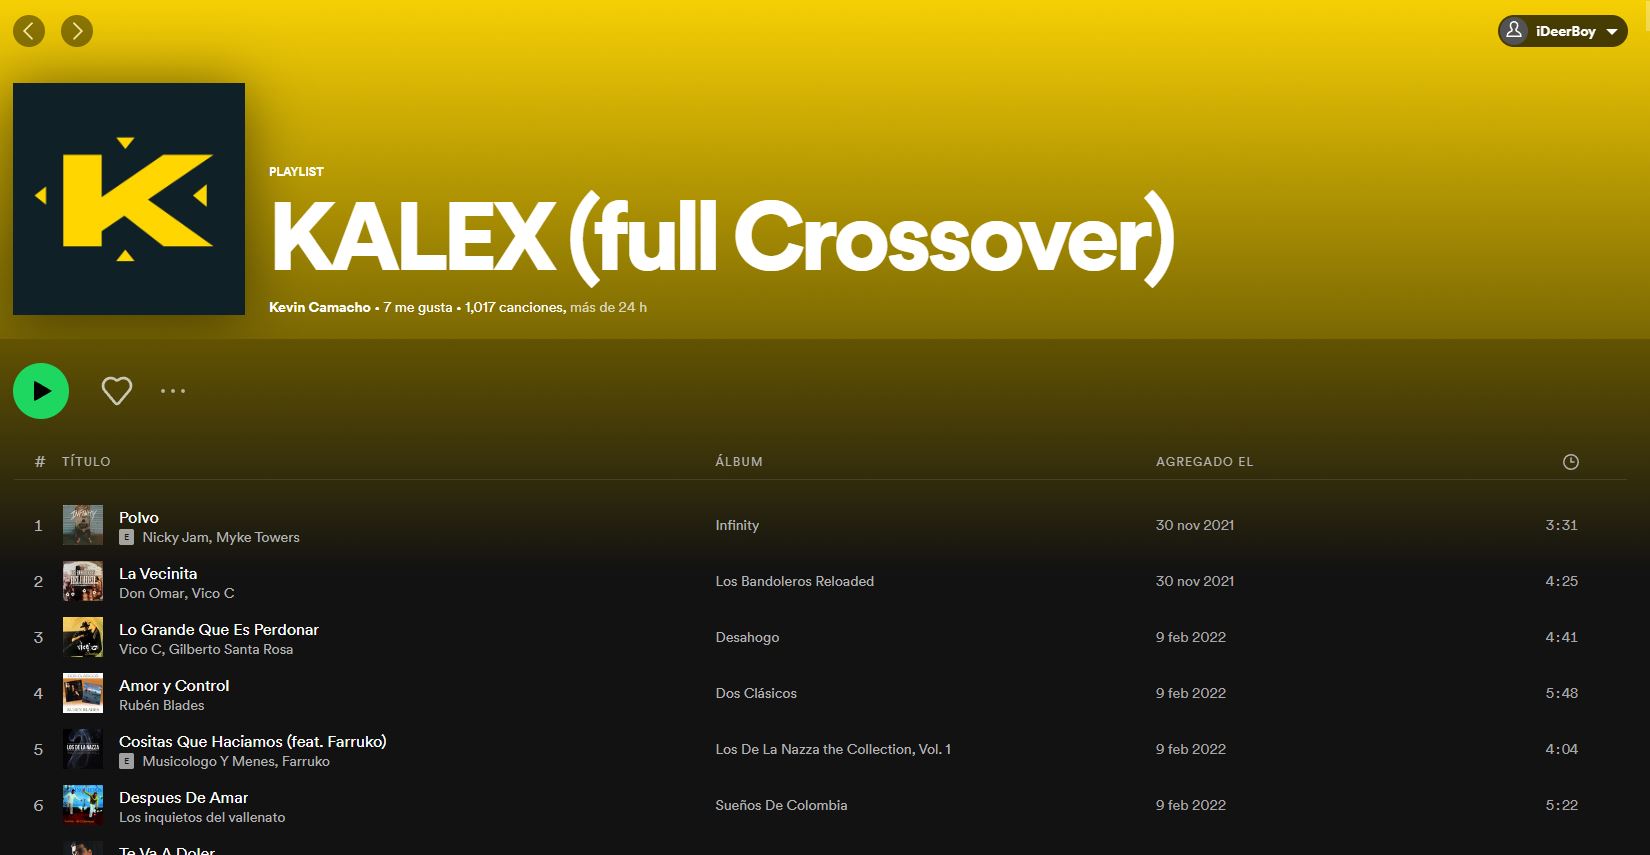 iDeerBoy
K
PLAYLIST
KALEX (full Crossover)
Kevin Camacho • 7 me gusta • 1,017 canciones, más de 24 h
# TÍTULO ÁLBUM AGREGADO EL
1 Polvo Infinity 30 nov 2021 3:31
E Nicky Jam, Myke Towers
2 La Vecinita Los Bandoleros Reloaded 30 nov 2021 4:25
Don Omar, Vico C
3 Lo Grande Que Es Perdonar Desahogo 9 feb 2022 4:41
Vico C, Gilberto Santa Rosa
4 Amor y Control Dos Clásicos 9 feb 2022 5:48
Rubén Blades
5 Cositas Que Haciamos (feat. Farruko) Los De La Nazza the Collection, Vol. 1 9 feb 2022 4:04
E Musicologo Y Menes, Farruko
6 Despues De Amar Sueños De Colombia 9 feb 2022 5:22
Los inquietos del vallenato
Te Va A Doler